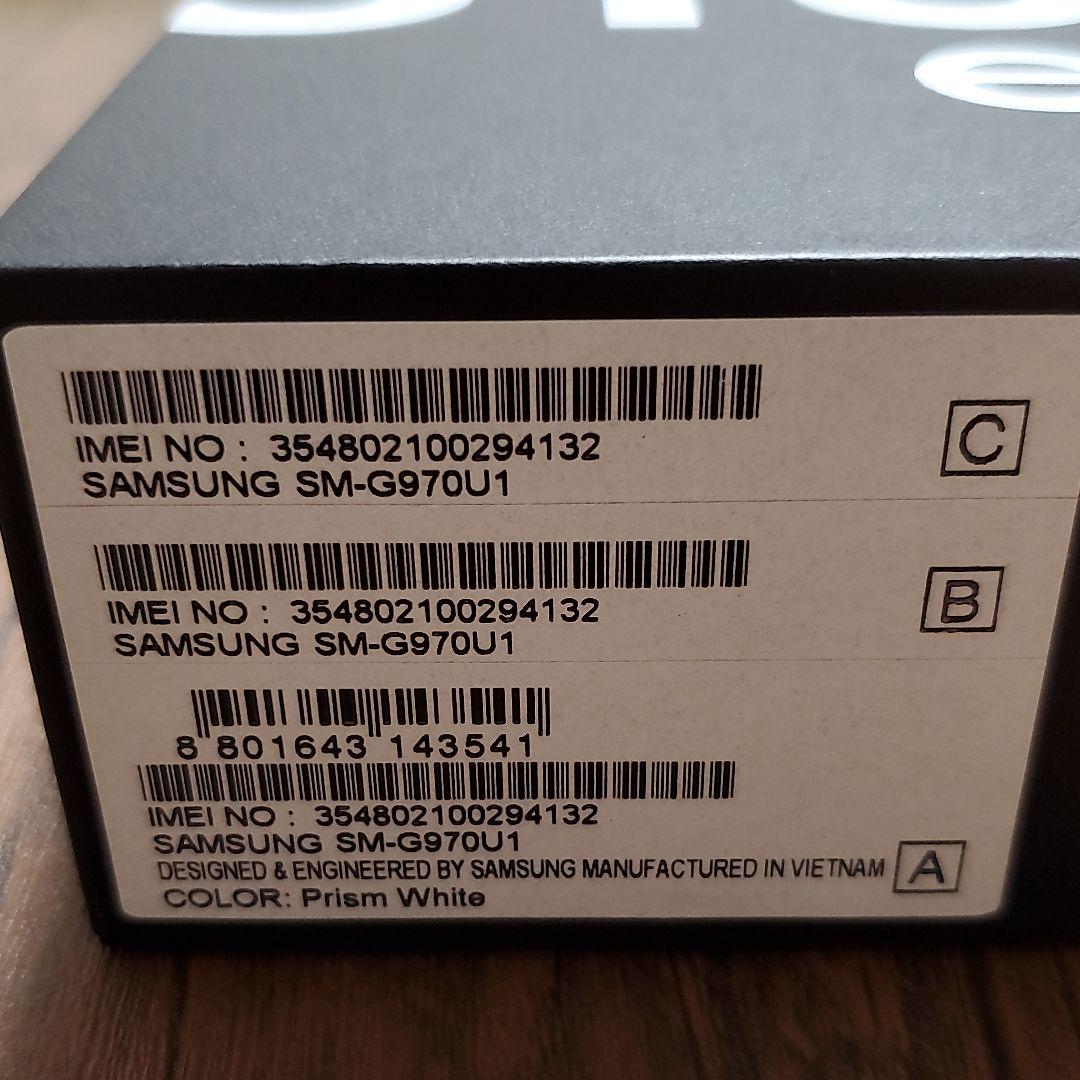 S10
e
IMEI NO : 354802100294132
SAMSUNG SM-G970U1
C
IMEI NO : 354802100294132
SAMSUNG SM-G970U1
B
8 801643 143541
IMEI NO : 354802100294132
SAMSUNG SM-G970U1
DESIGNED & ENGINEERED BY SAMSUNG MANUFACTURED IN VIETNAM
A
COLOR: Prism White